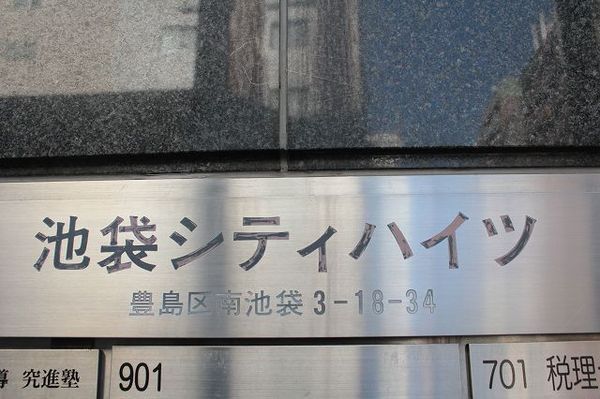 池袋シティハイツ
豊島区南池袋3-18-34
導 究進塾
901
701 税理